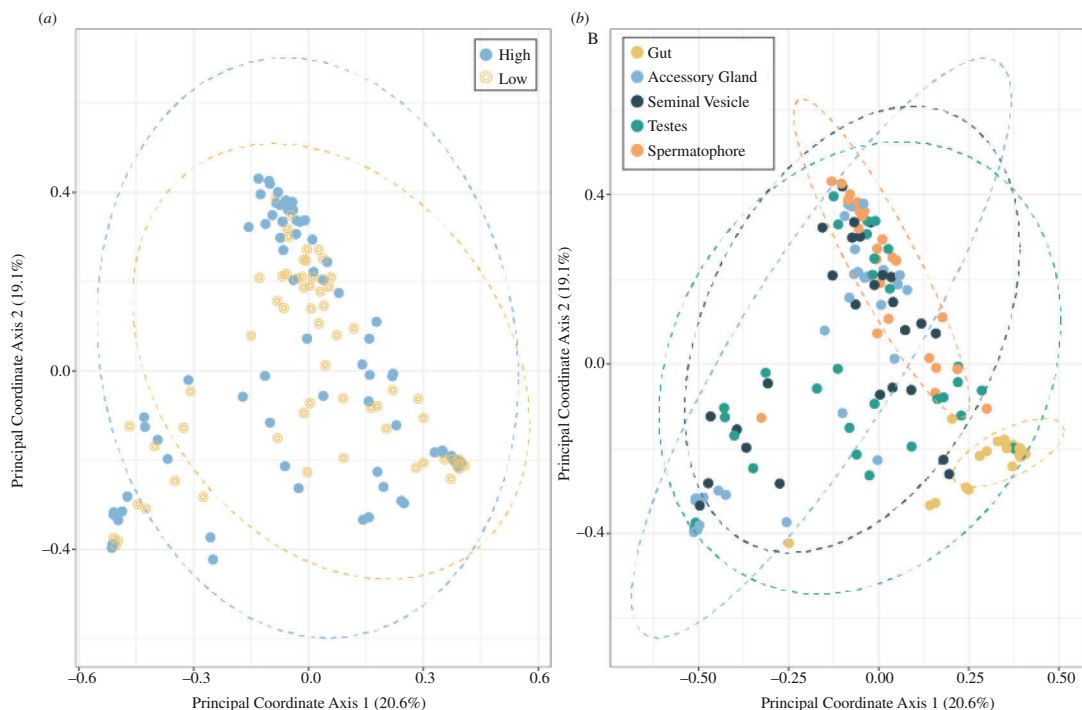 (a)
High
Low
Principal Coordinate Axis 2 (19.1%)
0.4
0.0
−0.4
−0.6
−0.3
0.0
0.3
0.6
Principal Coordinate Axis 1 (20.6%)
(b)
B
Gut
Accessory Gland
Seminal Vesicle
Testes
Spermatophore
Principal Coordinate Axis 2 (19.1%)
0.4
0.0
−0.4
−0.50
−0.25
0.00
0.25
0.50
Principal Coordinate Axis 1 (20.6%)